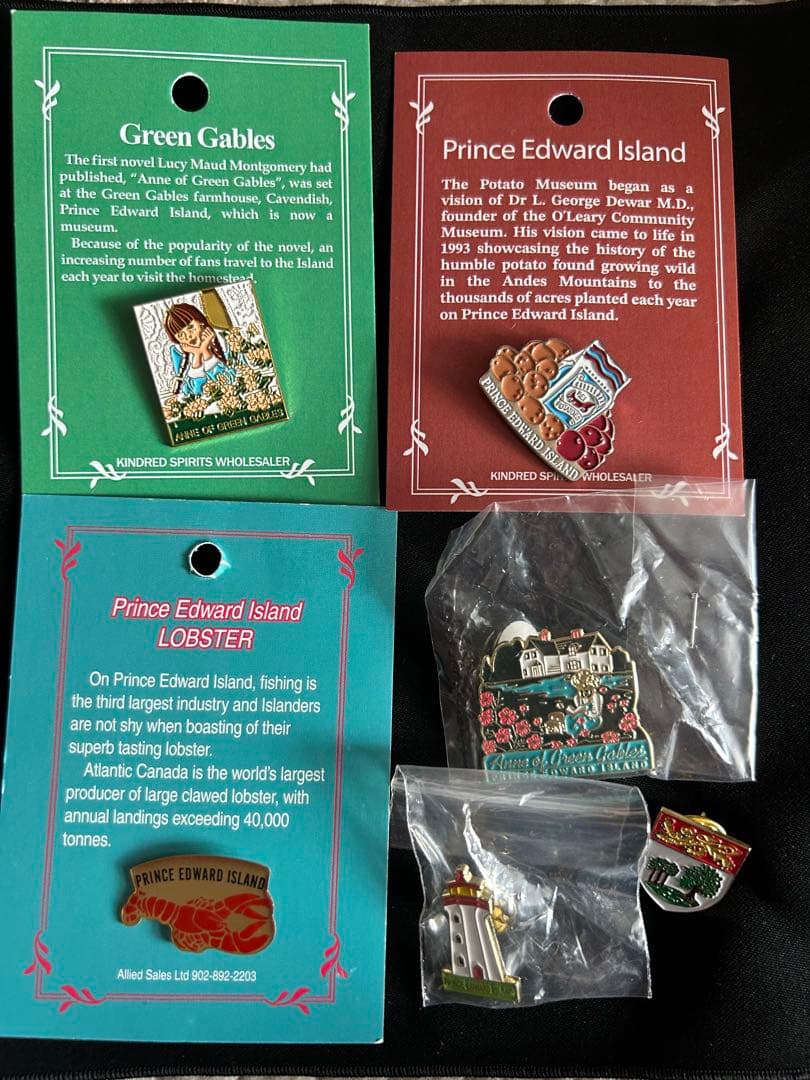 Green Gables
The first novel Lucy Maud Montgomery had
published, "Anne of Green Gables", was set
at the Green Gables farmhouse, Cavendish,
Prince Edward Island, which is now a
museum.
Because of the popularity of the novel, an
increasing number of fans travel to the Island
each year to visit the homestead.
ANNE OF GREEN GABLES
KINDRED SPIRITS WHOLESALER
Prince Edward Island
The Potato Museum began as a
vision of Dr L. George Dewar M.D.,
founder of the O'Leary Community
Museum. His vision came to life in
1993 showcasing the history of the
humble potato found growing wild
in the Andes Mountains to the
thousands of acres planted each year
on Prince Edward Island.
PRINCE EDWARD ISLAND
KINDRED SPIRITS WHOLESALER
Prince Edward Island
LOBSTER
On Prince Edward Island, fishing is
the third largest industry and Islanders
are not shy when boasting of their
superb tasting lobster.
Atlantic Canada is the world's largest
producer of large clawed lobster, with
annual landings exceeding 40,000
tonnes.
PRINCE EDWARD ISLAND
Allied Sales Ltd 902-892-2203
Anne of Green Gables
PRINCE EDWARD ISLAND
PRINCE EDWARD ISLAND